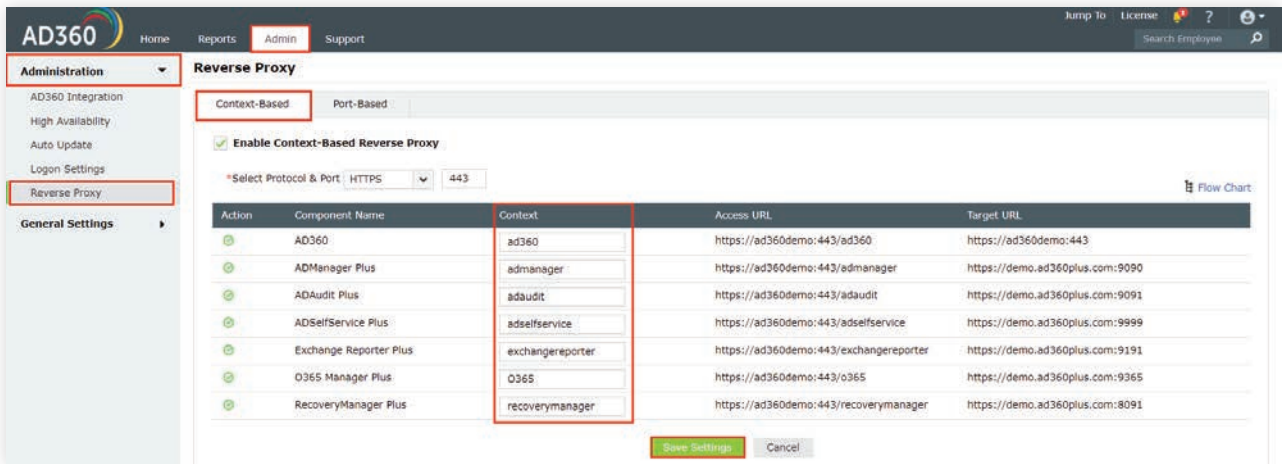 Jump To License ?
AD360 Home Reports Admin Support Search Employee
Administration Reverse Proxy
AD360 Integration
High Availability
Auto Update
Logon Settings
Reverse Proxy
General Settings
Context-Based Port-Based
Enable Context-Based Reverse Proxy
*Select Protocol & Port HTTPS 443
Flow Chart
Action Component Name Context Access URL Target URL
AD360 ad360 https://ad360demo:443/ad360 https://ad360demo:443
ADManager Plus admanager https://ad360demo:443/admanager https://demo.ad360plus.com:9090
ADAudit Plus adaudit https://ad360demo:443/adaudit https://demo.ad360plus.com:9091
ADSelfService Plus adselfservice https://ad360demo:443/adselfservice https://demo.ad360plus.com:9999
Exchange Reporter Plus exchangereporter https://ad360demo:443/exchangereporter https://demo.ad360plus.com:9191
O365 Manager Plus O365 https://ad360demo:443/o365 https://demo.ad360plus.com:9365
RecoveryManager Plus recoverymanager https://ad360demo:443/recoverymanager https://demo.ad360plus.com:8091
Save Settings Cancel